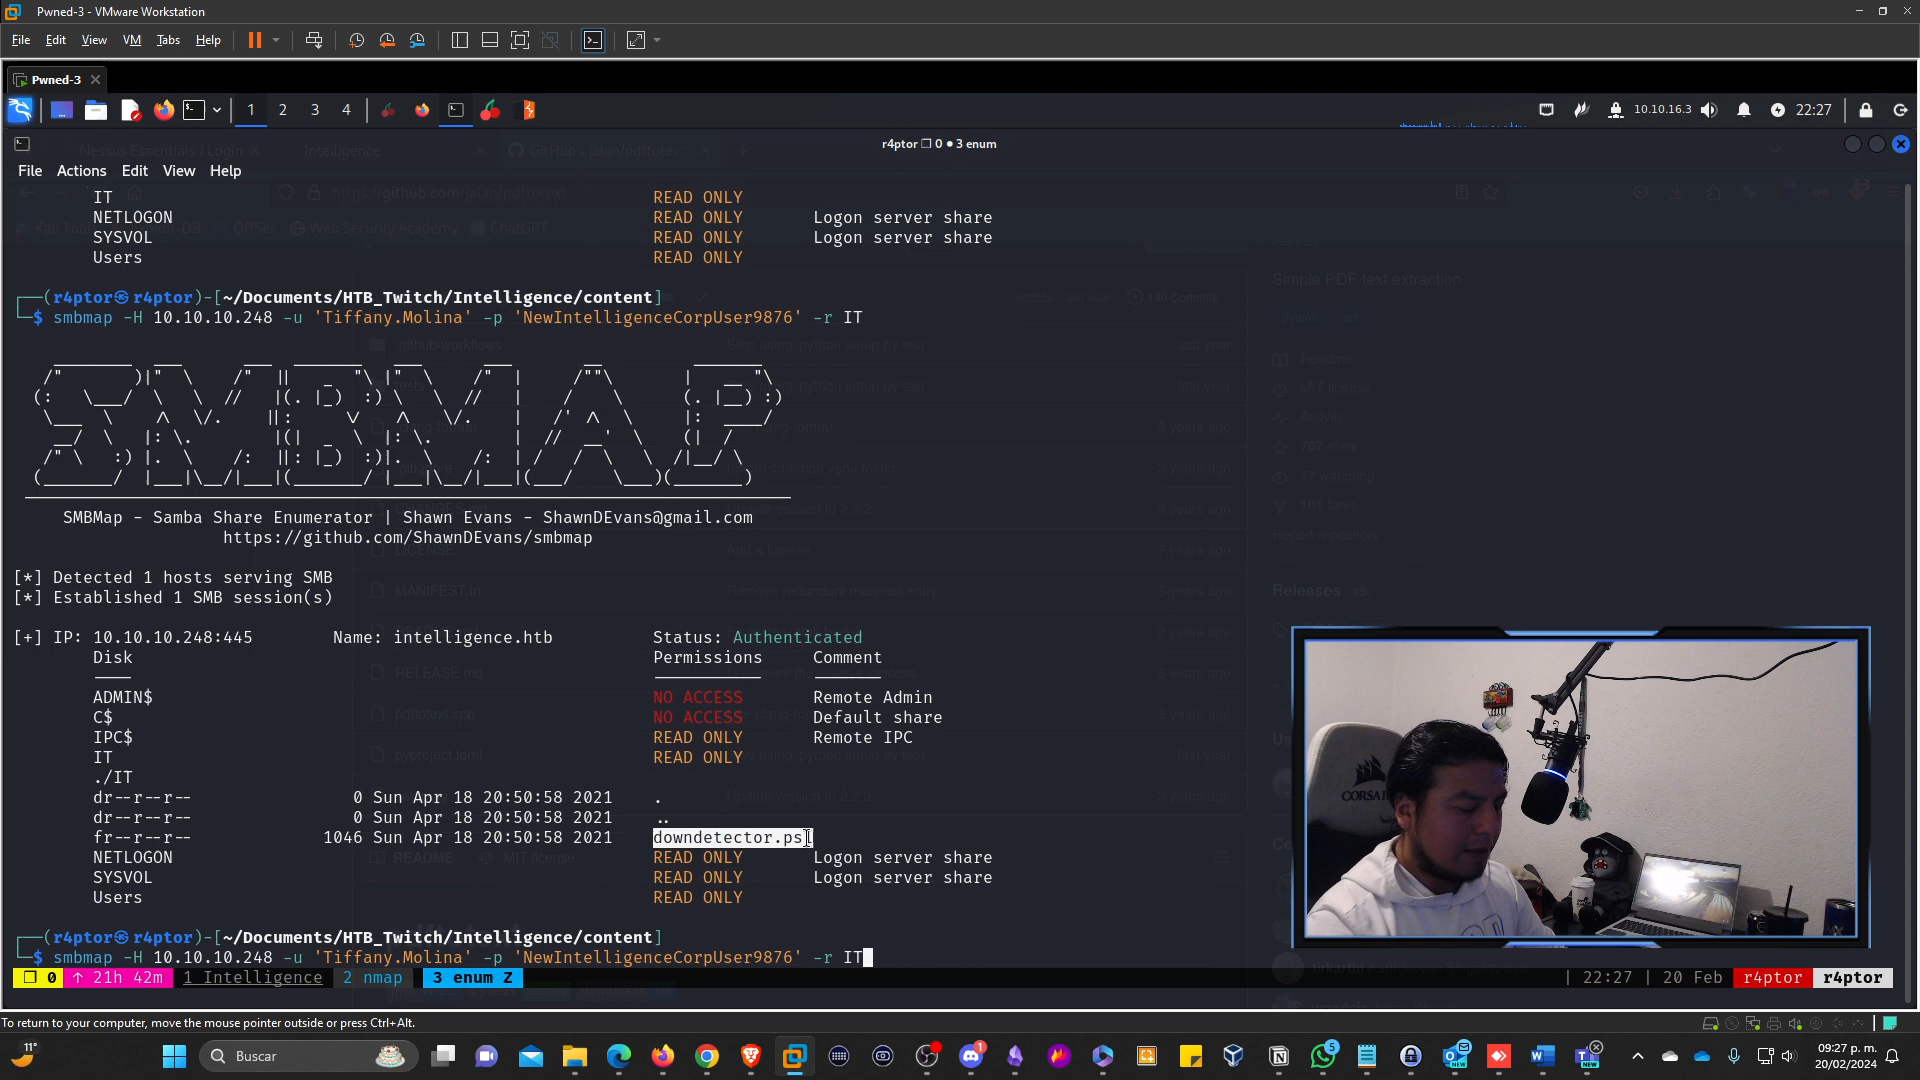 Pwned-3 - VMware Workstation
File Edit View VM Tabs Help
Pwned-3
1 2 3 4 10.10.16.3 22:27
r4ptor ❐ 0 ● 3 enum
File Actions Edit View Help
IT READ ONLY
NETLOGON READ ONLY Logon server share
SYSVOL READ ONLY Logon server share
Users READ ONLY
┌──(r4ptor㉿r4ptor)-[~/Documents/HTB_Twitch/Intelligence/content]
└─$ smbmap -H 10.10.10.248 -u 'Tiffany.Molina' -p 'NewIntelligenceCorpUser9876' -r IT
SMBMap - Samba Share Enumerator | Shawn Evans - ShawnDEvans@gmail.com
https://github.com/ShawnDEvans/smbmap
[*] Detected 1 hosts serving SMB
[*] Established 1 SMB session(s)
[+] IP: 10.10.10.248:445 Name: intelligence.htb Status: Authenticated
Disk Permissions Comment
ADMIN$ NO ACCESS Remote Admin
C$ NO ACCESS Default share
IPC$ READ ONLY Remote IPC
IT READ ONLY
./IT
dr--r--r-- 0 Sun Apr 18 20:50:58 2021 .
dr--r--r-- 0 Sun Apr 18 20:50:58 2021 ..
fr--r--r-- 1046 Sun Apr 18 20:50:58 2021 downdetector.ps1
NETLOGON READ ONLY Logon server share
SYSVOL READ ONLY Logon server share
Users READ ONLY
┌──(r4ptor㉿r4ptor)-[~/Documents/HTB_Twitch/Intelligence/content]
└─$ smbmap -H 10.10.10.248 -u 'Tiffany.Molina' -p 'NewIntelligenceCorpUser9876' -r IT
❐ 0 ↑ 21h 42m 1 Intelligence 2 nmap 3 enum Z | 22:27 | 20 Feb r4ptor r4ptor
To return to your computer, move the mouse pointer outside or press Ctrl+Alt.
11° Buscar 09:27 p. m.
20/02/2024